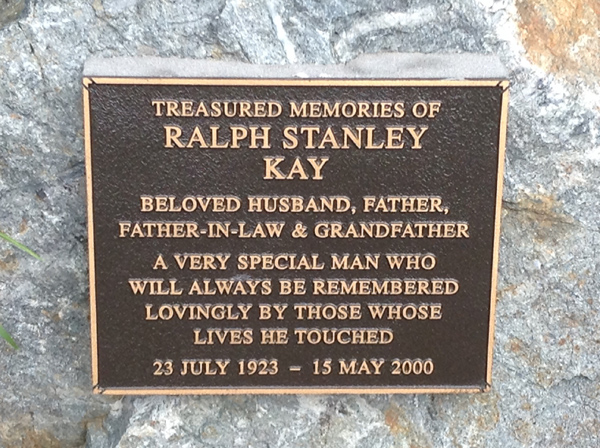 TREASURED MEMORIES OF
RALPH STANLEY
KAY
BELOVED HUSBAND, FATHER,
FATHER-IN-LAW & GRANDFATHER
A VERY SPECIAL MAN WHO
WILL ALWAYS BE REMEMBERED
LOVINGLY BY THOSE WHOSE
LIVES HE TOUCHED
23 JULY 1923 – 15 MAY 2000